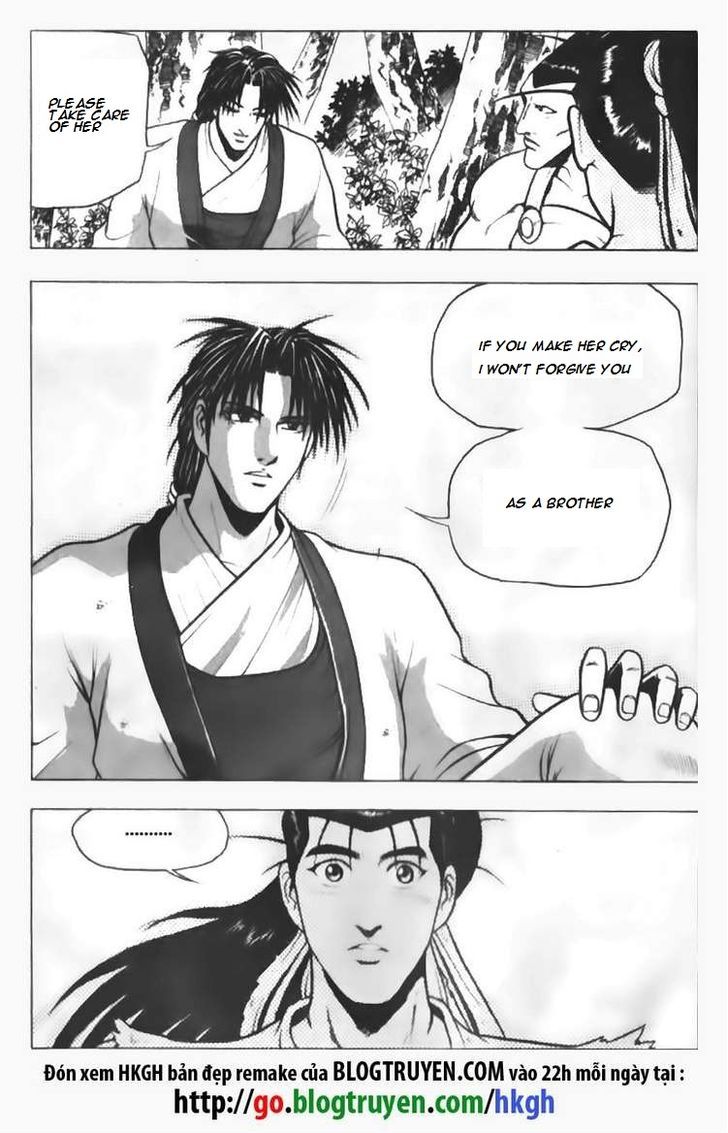 PLEASE
TAKE CARE
OF HER
IF YOU MAKE HER CRY,
I WON'T FORGIVE YOU
AS A BROTHER
..........
Đón xem HKGH bản đẹp remake của BLOGTRUYEN.COM vào 22h mỗi ngày tại :
http://go.blogtruyen.com/hkgh